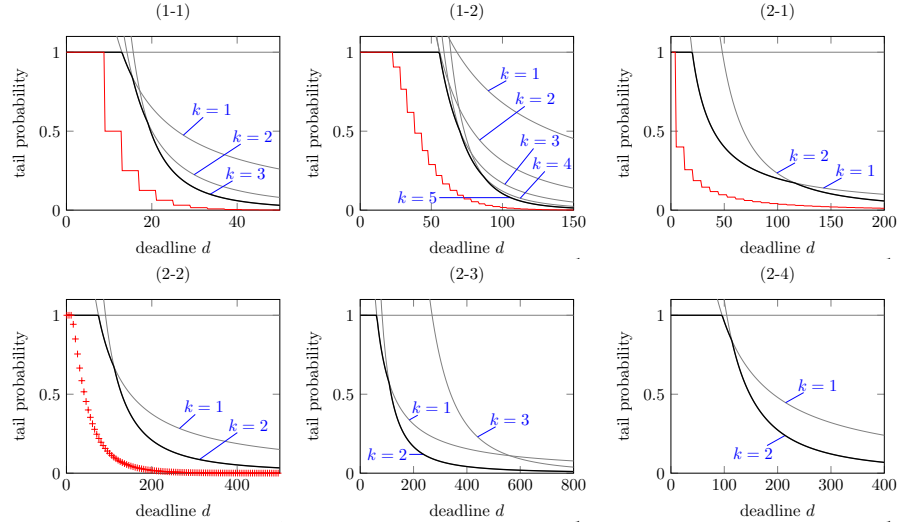 (1-1)
tail probability
1
0.5
0
k = 1
k = 2
k = 3
0
20
40
deadline d
(1-2)
tail probability
1
0.5
0
k = 1
k = 2
k = 3
k = 4
k = 5
0
50
100
150
deadline d
(2-1)
tail probability
1
0.5
0
k = 2
k = 1
0
100
200
deadline d
(2-2)
tail probability
1
0.5
0
k = 1
k = 2
0
200
400
deadline d
(2-3)
tail probability
1
0.5
0
k = 1
k = 3
k = 2
0
200
400
600
800
deadline d
(2-4)
tail probability
1
0.5
0
k = 1
k = 2
0
100
200
300
400
deadline d